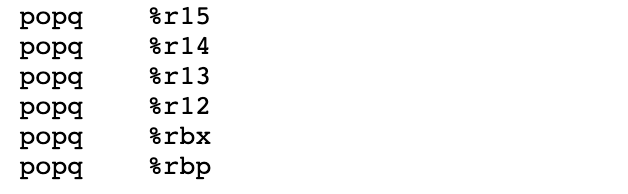 popq %r15
popq %r14
popq %r13
popq %r12
popq %rbx
popq %rbp